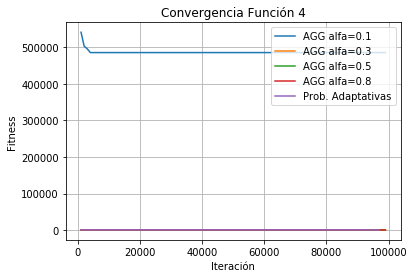 Convergencia Función 4
AGG alfa=0.1
AGG alfa=0.3
AGG alfa=0.5
AGG alfa=0.8
Prob. Adaptativas
Fitness
500000
400000
300000
200000
100000
0
0 20000 40000 60000 80000 100000
Iteración